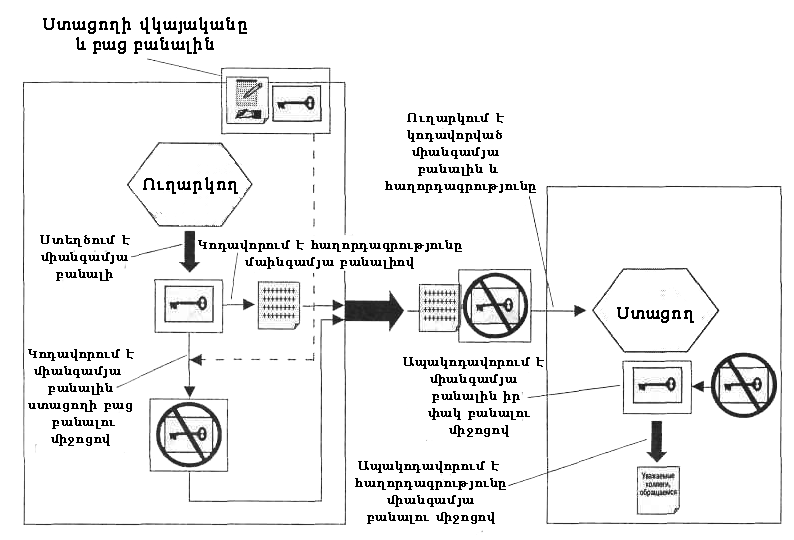 Ստացողի վկայականը
և բաց բանալին
Ուղարկող
Ստեղծում է
միանգամյա
բանալի
Կոդավորում է հաղորդագրությունը
մաինգամյա բանալիով
Կոդավորում է
միանգամյա
բանալին
ստացողի բաց
բանալու
միջոցով
Ուղարկում է
կոդավորված
միանգամյա
բանալին և
հաղորդագրությունը
Ստացող
Ապակոդավորում է
միանգամյա
բանալին իր
փակ բանալու
միջոցով
Ապակոդավորում է
հաղորդագրությունը
միանգամյա
բանալու միջոցով
Уважаемые
коллеги,
обращаемся